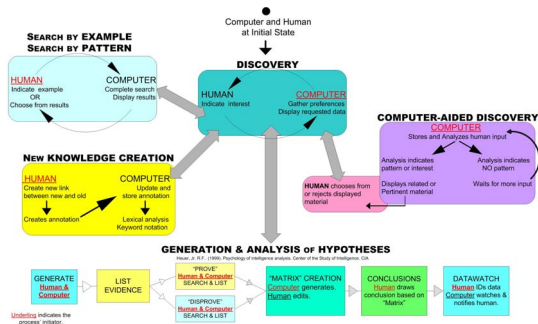 Computer and Human
at Initial State
SEARCH BY EXAMPLE
SEARCH BY PATTERN
HUMAN
Indicate example
OR
Choose from results
COMPUTER
Complete search
Display results
DISCOVERY
HUMAN
Indicate interest
COMPUTER
Gather preferences
Display requested data
COMPUTER-AIDED DISCOVERY
COMPUTER
Stores and Analyzes human input
Analysis indicates
pattern or interest
Analysis indicates
NO pattern
Displays related or
Pertinent material
Waits for more input
HUMAN chooses from
or rejects displayed
material
NEW KNOWLEDGE CREATION
HUMAN
Create new link
between new and old
Creates annotation
COMPUTER
Update and
store annotation
Lexical analysis
Keyword notation
GENERATION & ANALYSIS OF HYPOTHESES
Heuer, Jr. R.F., (1999). Psychology of Intelligence analysis, Center of the Study of Intelligence. CIA
GENERATE
Human &
Computer
LIST
EVIDENCE
"PROVE"
Human & Computer
SEARCH & LIST
"DISPROVE"
Human & Computer
SEARCH & LIST
"MATRIX" CREATION
Computer generates.
Human edits.
CONCLUSIONS
Human draws
conclusion based on
"Matrix"
DATAWATCH
Human IDs data
Computer watches &
notifies human.
Underling indicates the
process' initiator.